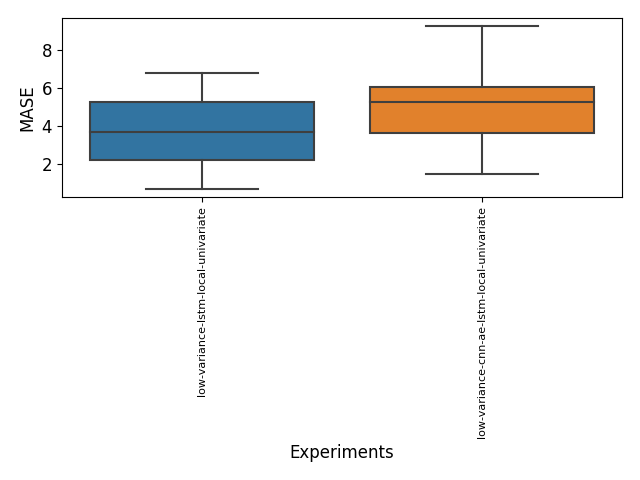 MASE
8
6
4
2
low-variance-lstm-local-univariate
low-variance-cnn-ae-lstm-local-univariate
Experiments